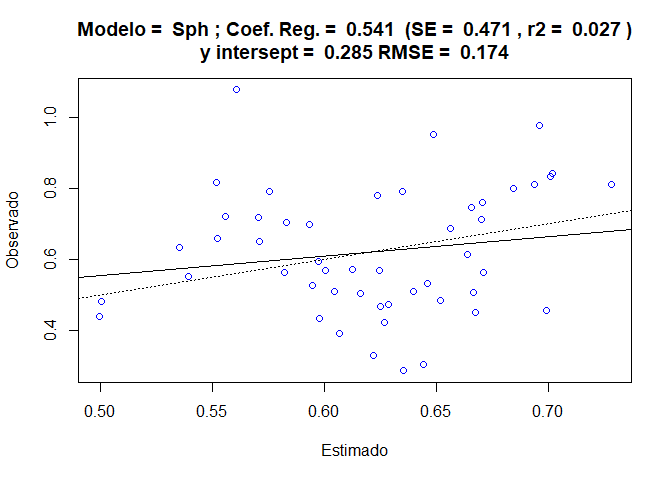 Modelo = Sph ; Coef. Reg. = 0.541 (SE = 0.471 , r2 = 0.027 )
y intersept = 0.285 RMSE = 0.174
1.0
0.8
0.6
0.4
Observado
0.50 0.55 0.60 0.65 0.70
Estimado